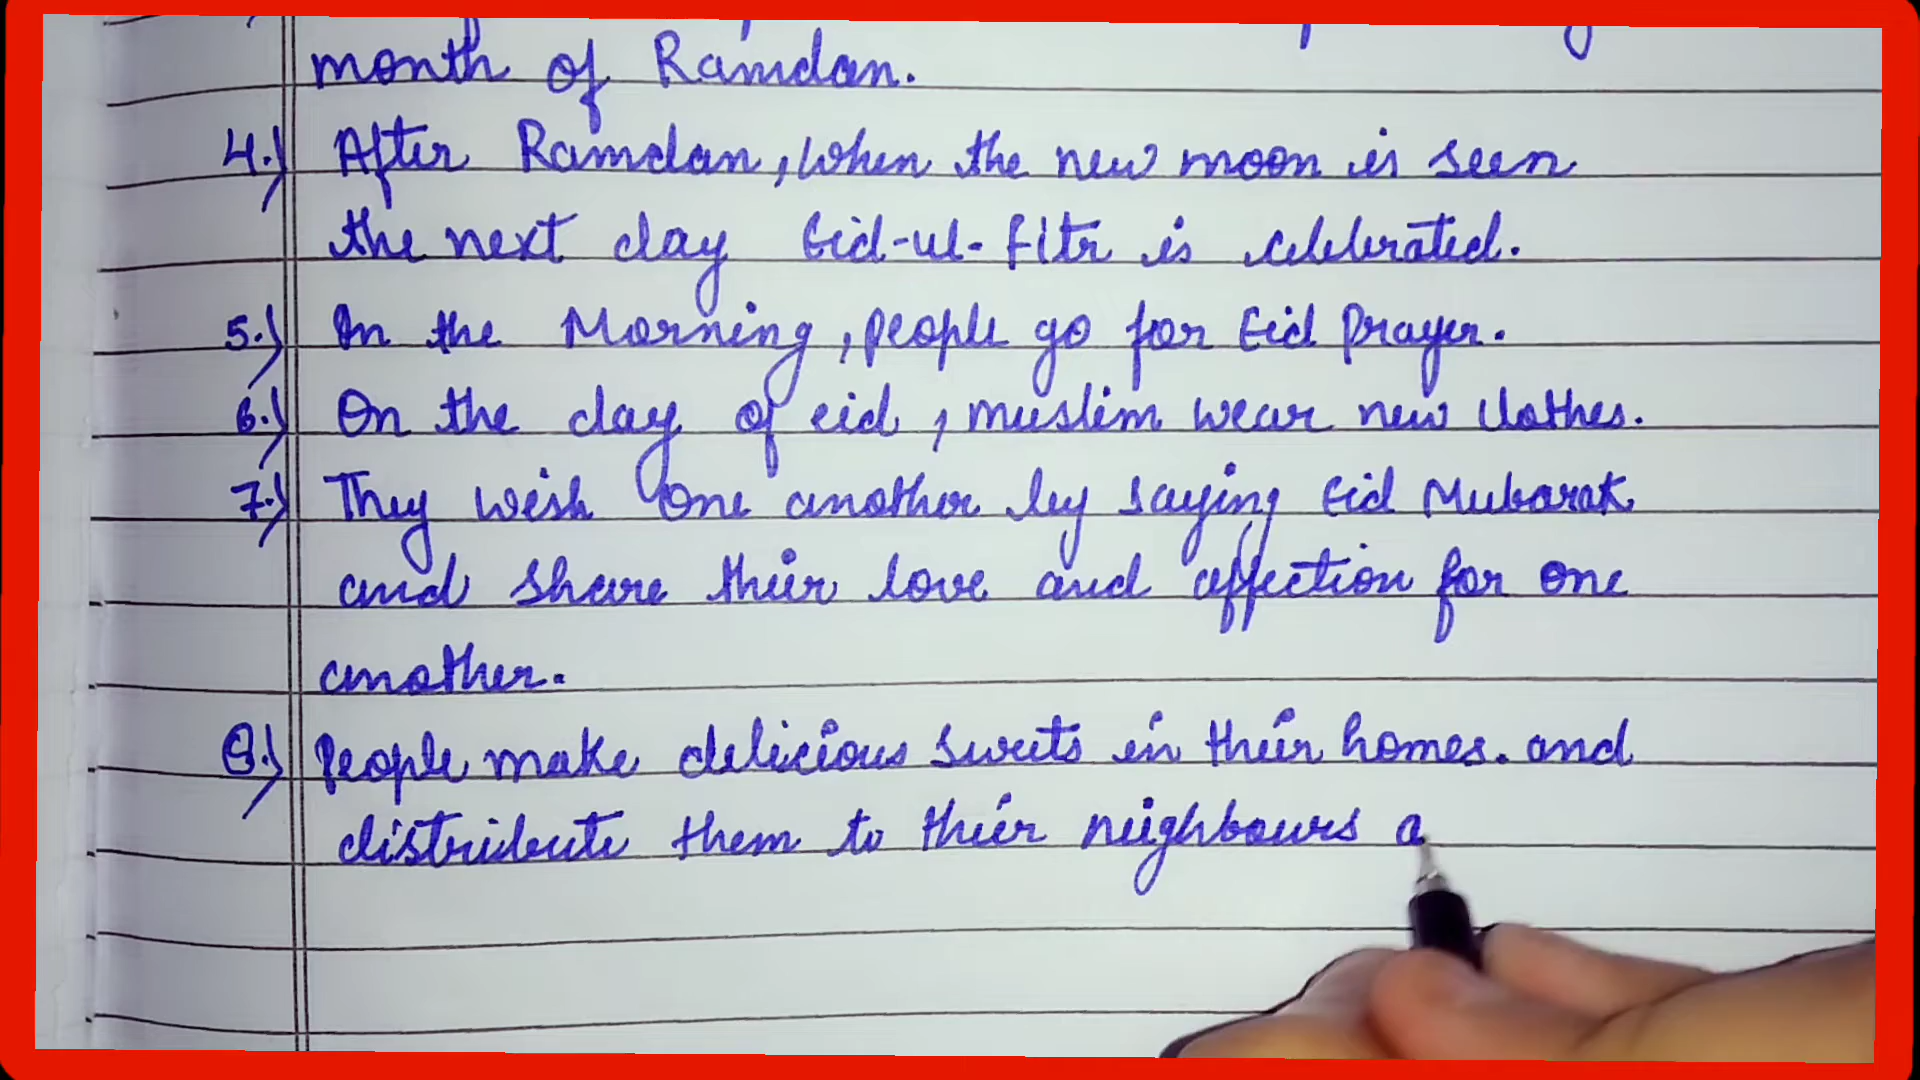 month of Ramdan.
4.) After Ramdan, when the new moon is seen
the next day Eid-ul-Fitr is celebrated.
5.) In the Morning, people go for Eid Prayer.
6.) On the day of eid, muslim wear new clothes.
7.) They wish one another by saying Eid Mubarak
and share their love and affection for one
another.
8.) People make delicious sweets in their homes. and
distribute them to their neighbours a